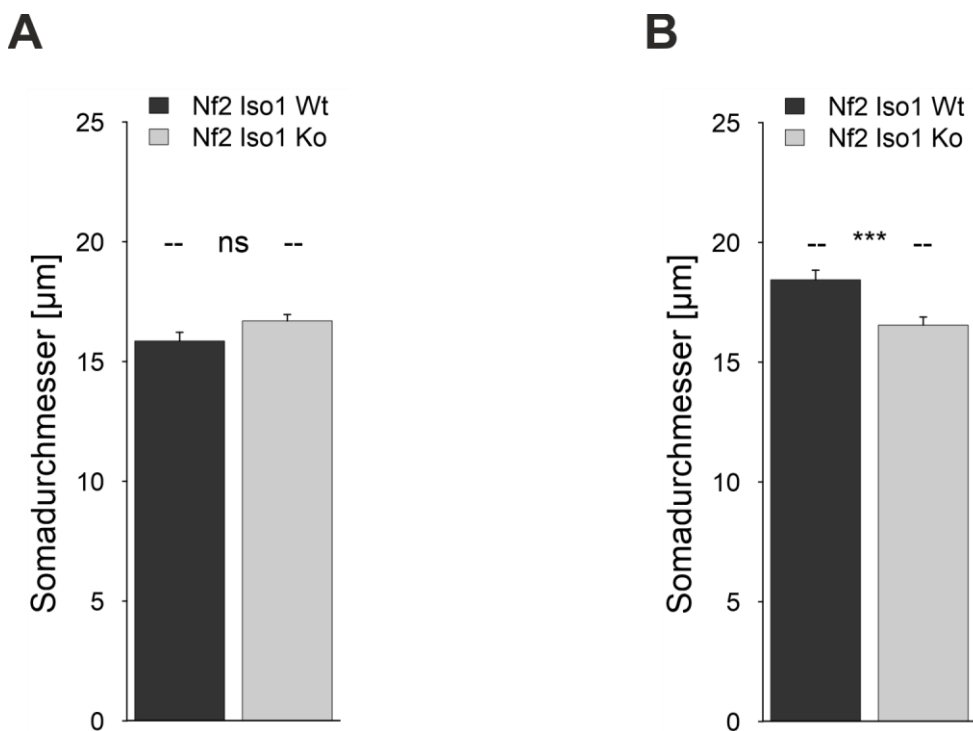 A
Nf2 Iso1 Wt
Nf2 Iso1 Ko
25
20
15
10
5
0
Somadurchmesser [µm]
-- ns --
B
Nf2 Iso1 Wt
Nf2 Iso1 Ko
25
20
15
10
5
0
Somadurchmesser [µm]
-- *** --